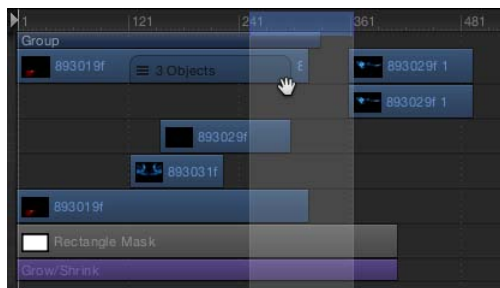 1 121 241 361 481
Group
893019f 3 Objects 893029f 1
893029f 1
893029f
893031f
893019f
Rectangle Mask
Grow/Shrink